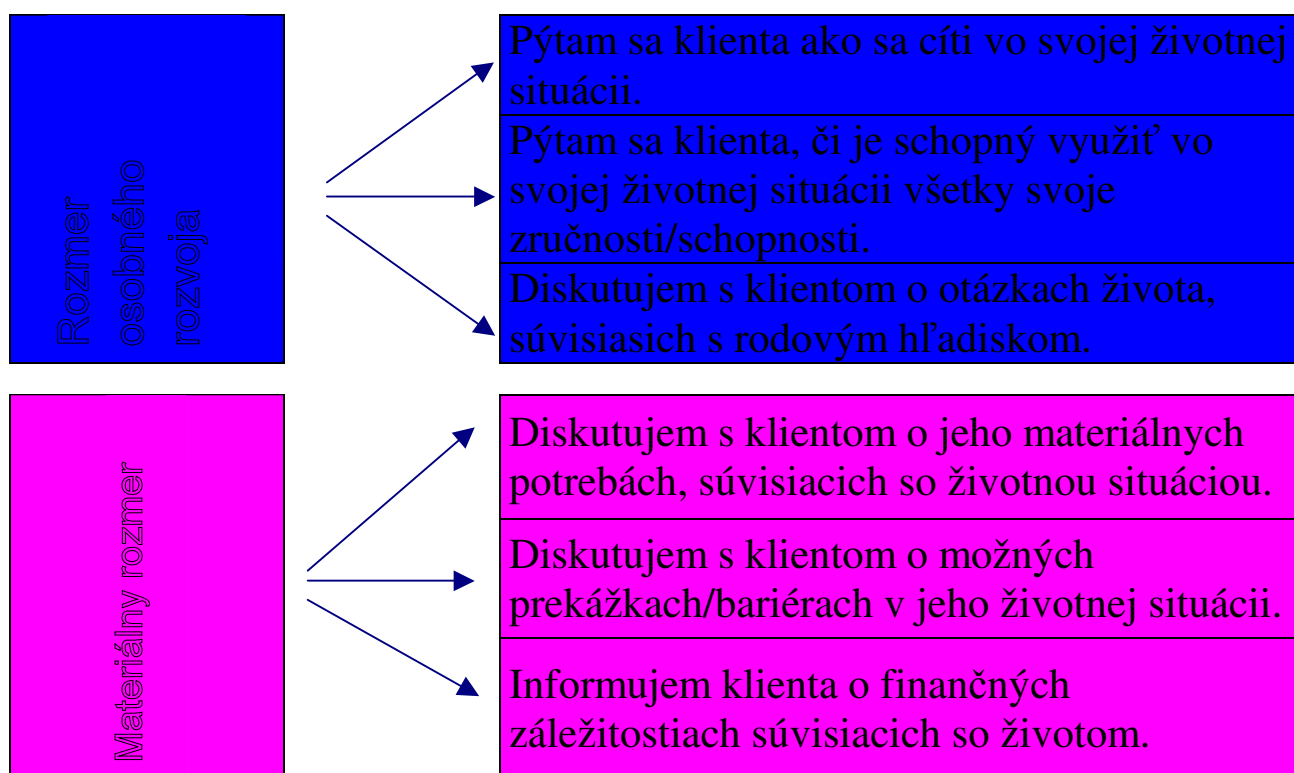 Rozmer
osobného
rozvoja
Pýtam sa klienta ako sa cíti vo svojej životnej
situácii.
Pýtam sa klienta, či je schopný využiť vo
svojej životnej situácii všetky svoje
zručnosti/schopnosti.
Diskutujem s klientom o otázkach života,
súvisiasich s rodovým hľadiskom.
Materiálny rozmer
Diskutujem s klientom o jeho materiálnych
potrebách, súvisiacich so životnou situáciou.
Diskutujem s klientom o možných
prekážkach/bariérach v jeho životnej situácii.
Informujem klienta o finančných
záležitostiach súvisiacich so životom.